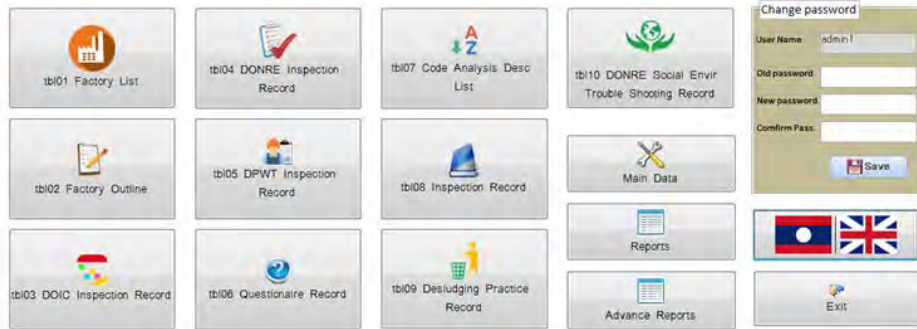 tbl01 Factory List
tbl04 DONRE Inspection
Record
tbl07 Code Analysis Desc
List
tbl10 DONRE Social Envir
Trouble Shooting Record
Change password
User Name
admin1
Old password
New password
Comfirm Pass.
Save
tbl02 Factory Outline
tbl05 DPWT Inspection
Record
tbl08 Inspection Record
Main Data
Reports
tbl03 DOIC Inspection Record
tbl06 Questionaire Record
tbl09 Desludging Practice
Record
Advance Reports
Exit